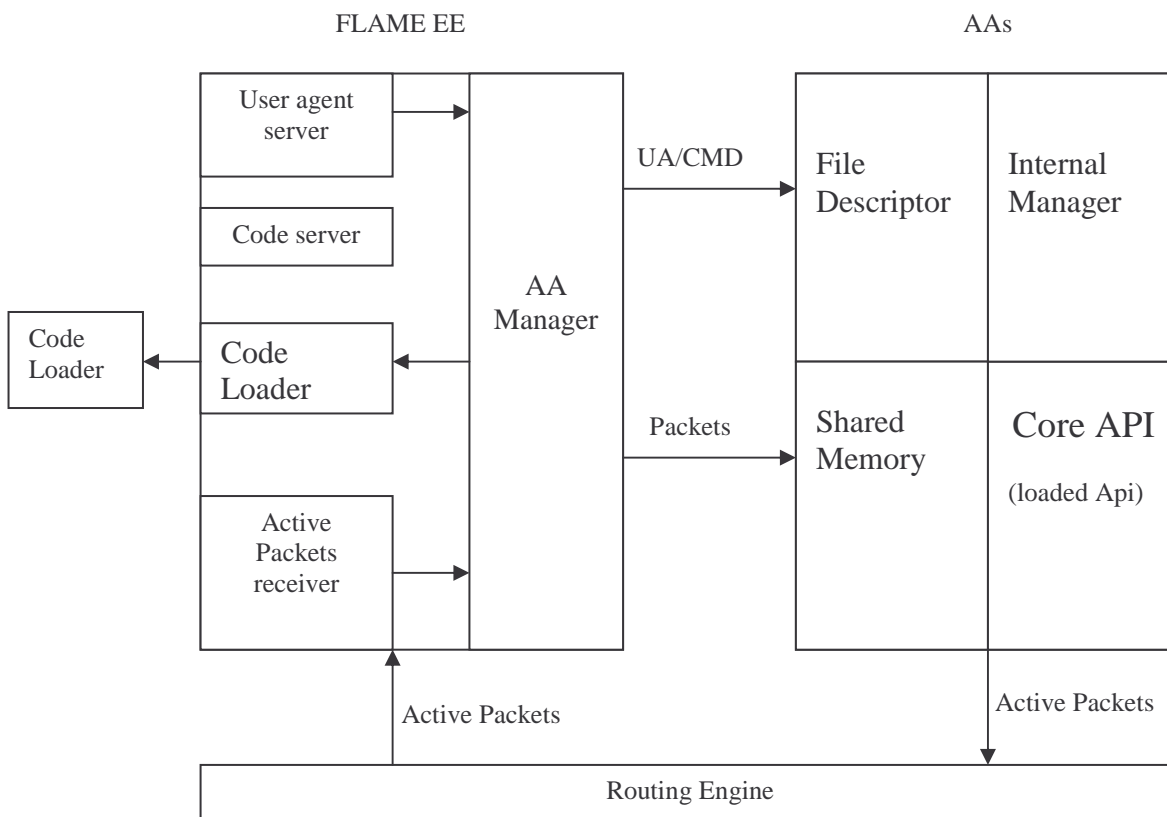 FLAME EE
AAs
User agent
server
UA/CMD
File
Descriptor
Internal
Manager
Code server
AA
Manager
Code
Loader
Code
Loader
Packets
Shared
Memory
Core API
(loaded Api)
Active
Packets
receiver
Active Packets
Active Packets
Routing Engine